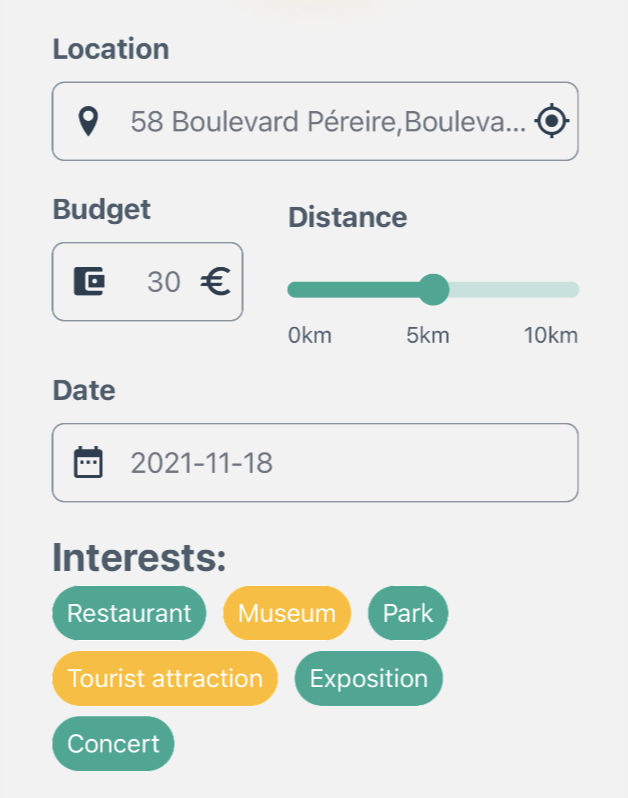 Location
58 Boulevard Péreire,Bouleva...
Budget
Distance
30 €
0km 5km 10km
Date
2021-11-18
Interests:
Restaurant Museum Park
Tourist attraction Exposition
Concert